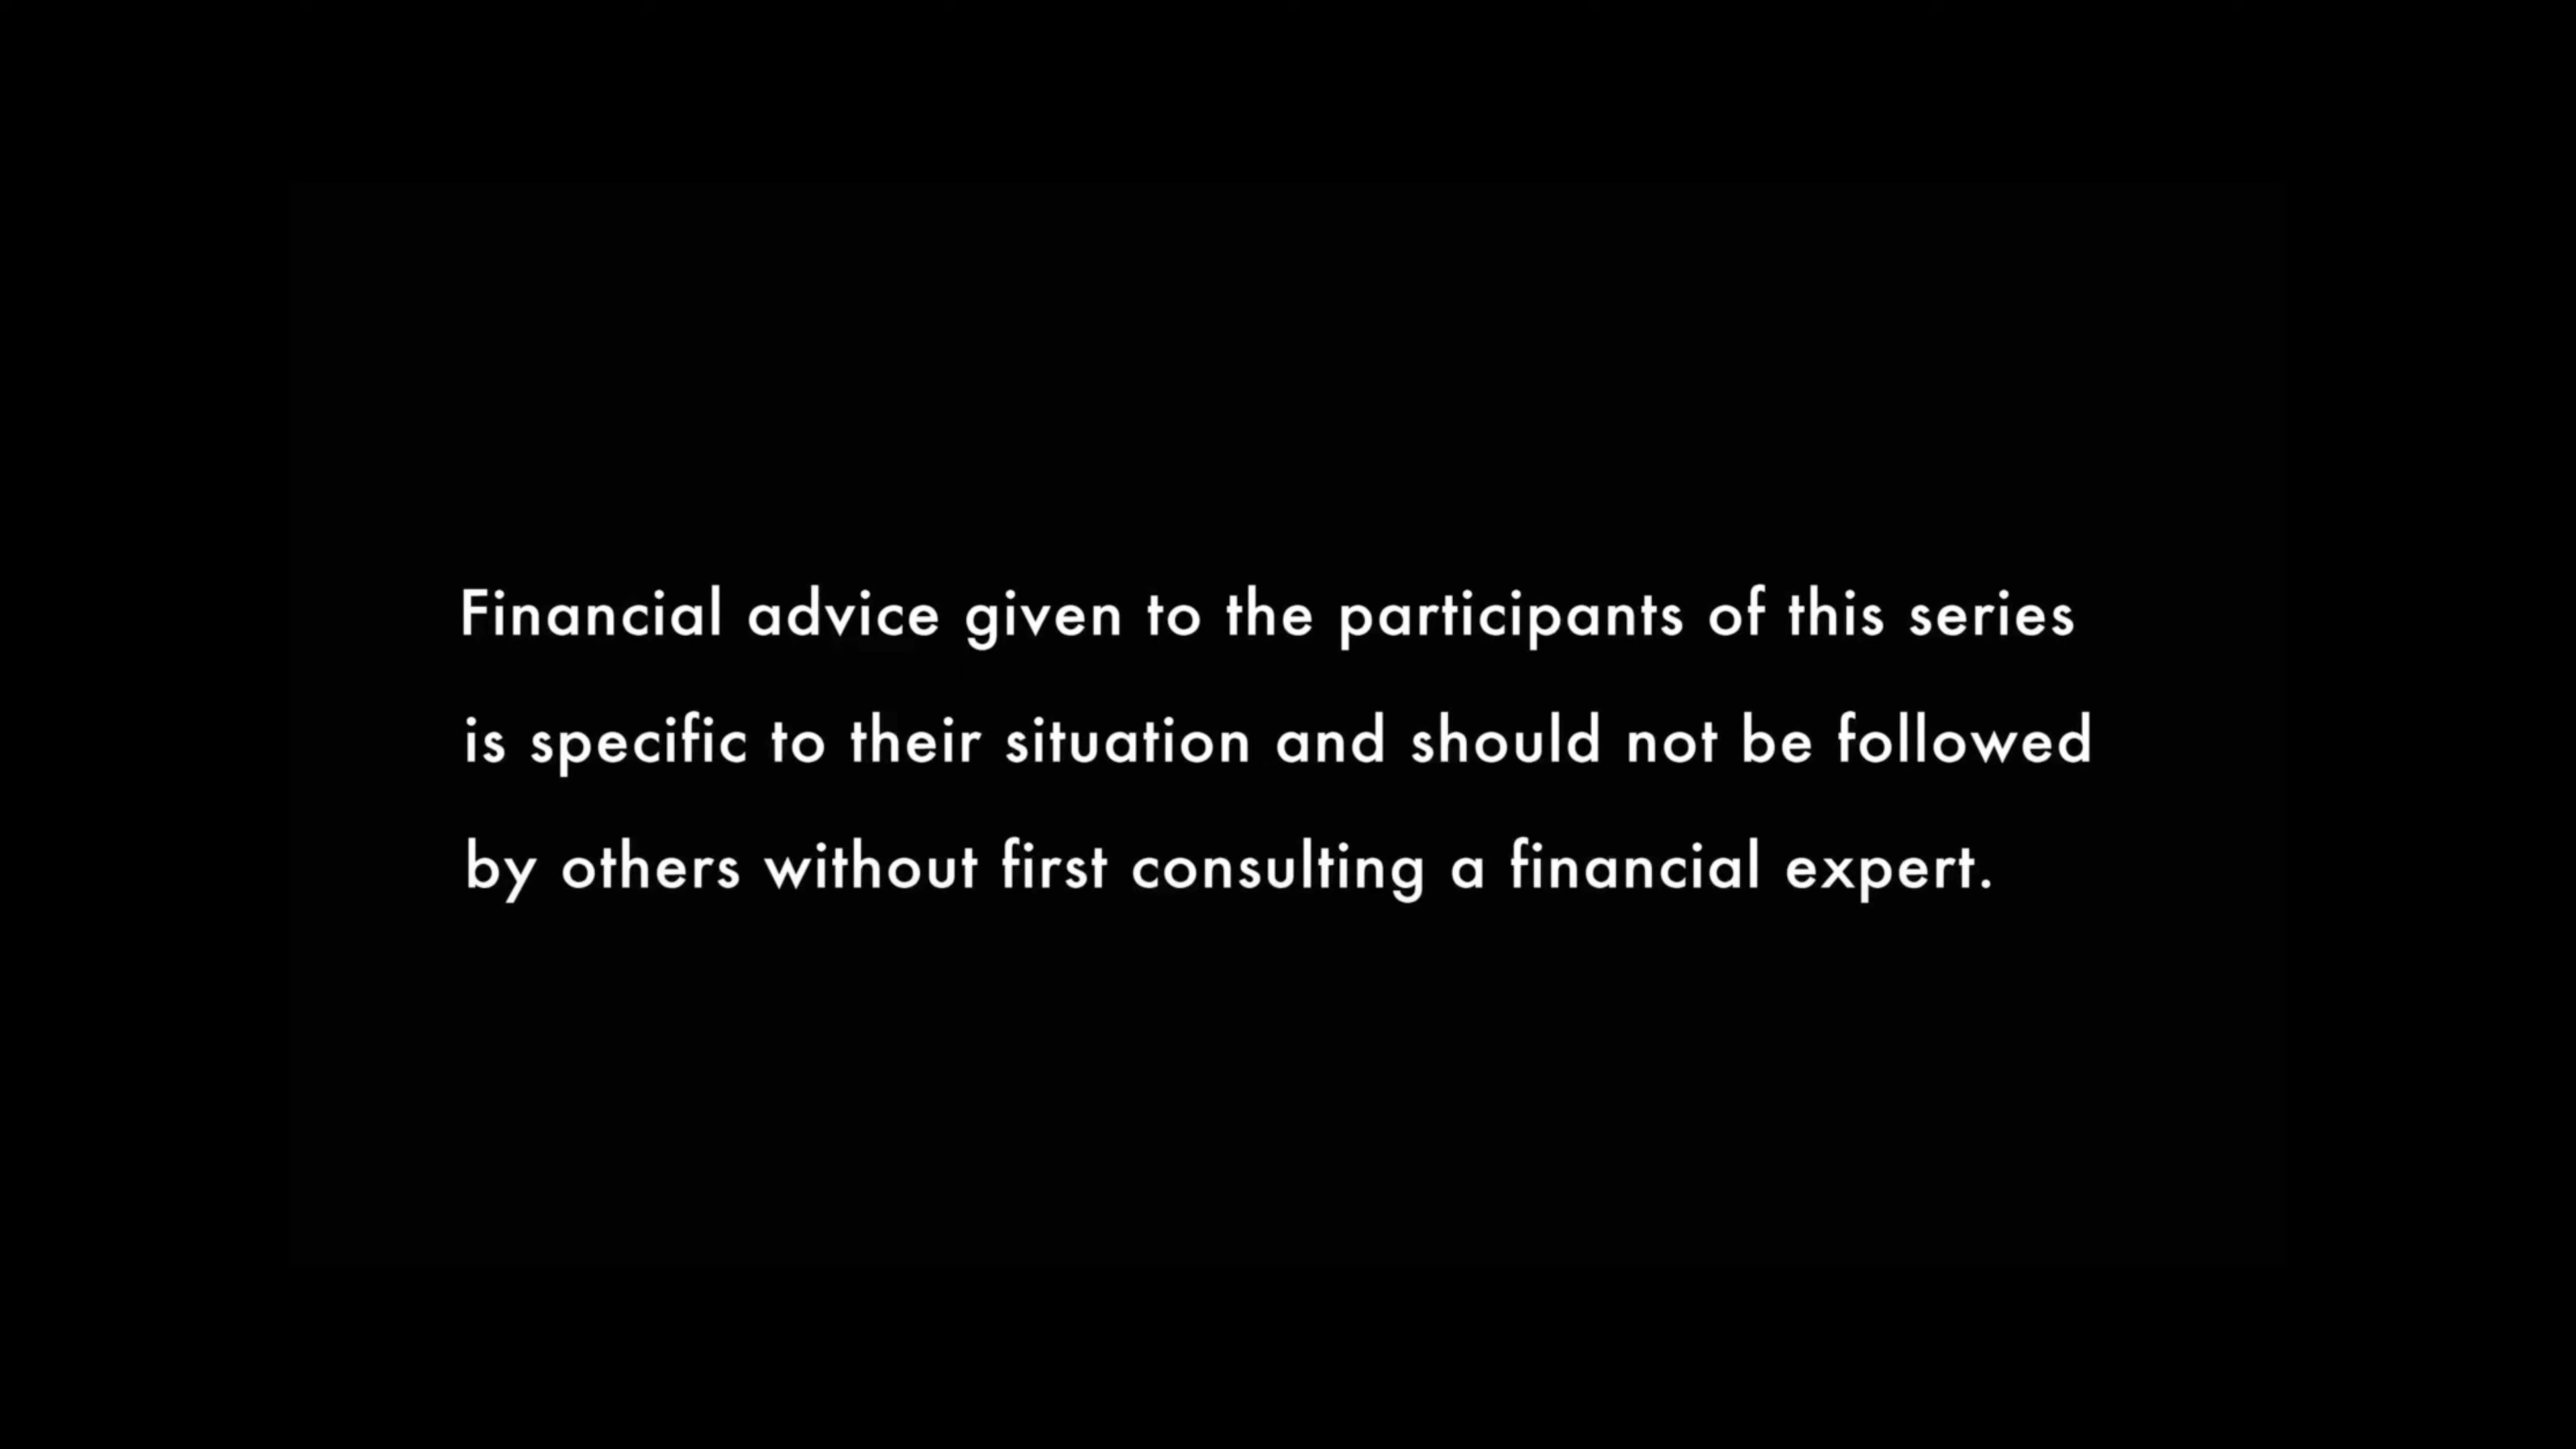 Financial advice given to the participants of this series
is specific to their situation and should not be followed
by others without first consulting a financial expert.